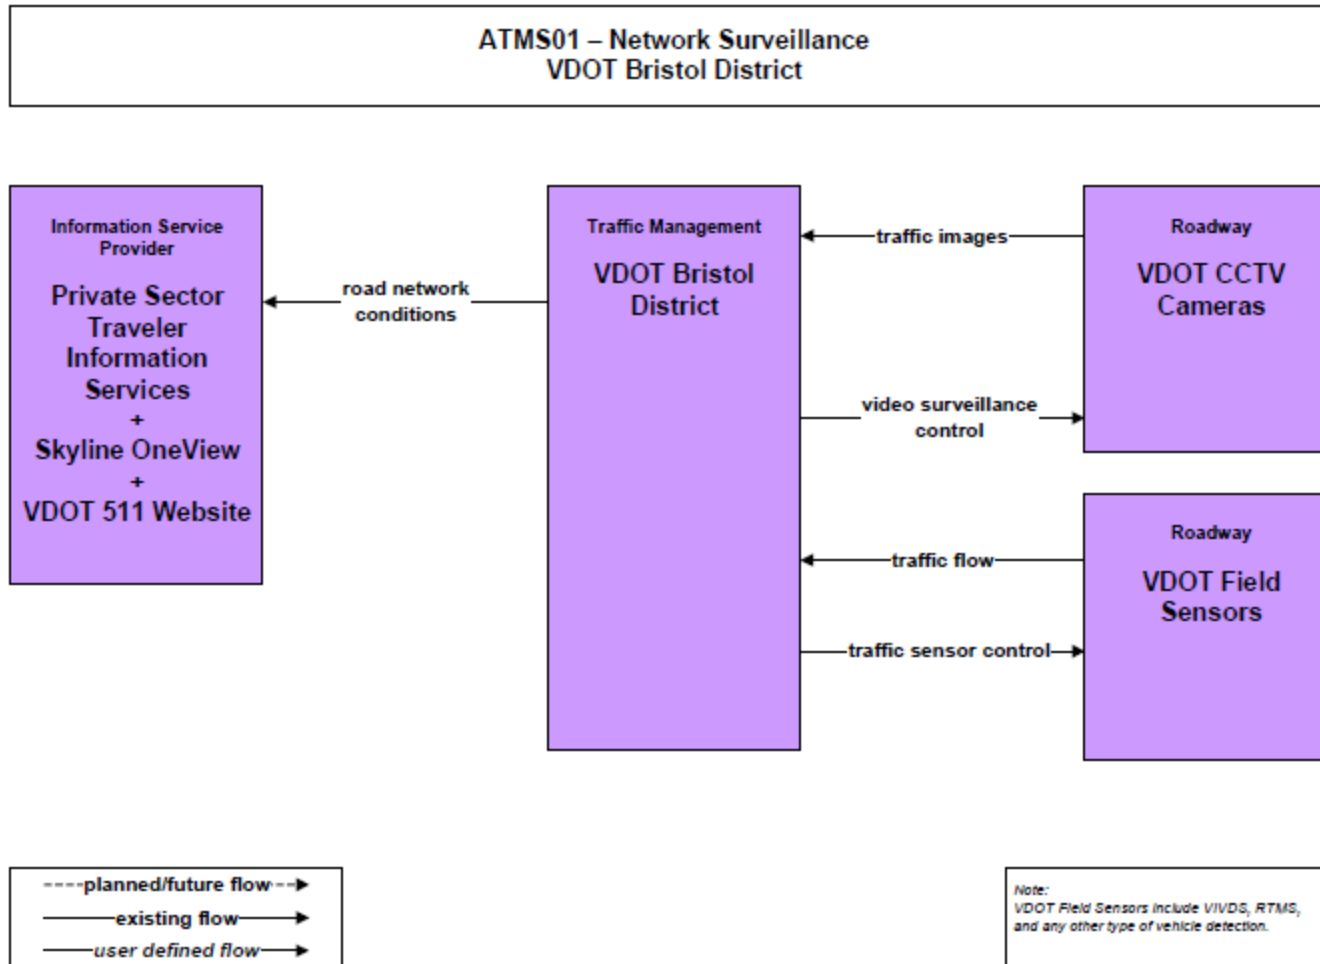 ATMS01 – Network Surveillance
VDOT Bristol District
Information Service
Provider
Private Sector
Traveler
Information
Services
+
Skyline OneView
+
VDOT 511 Website
road network
conditions
Traffic Management
VDOT Bristol
District
traffic images
video surveillance
control
traffic flow
traffic sensor control
Roadway
VDOT CCTV
Cameras
Roadway
VDOT Field
Sensors
planned/future flow
existing flow
user defined flow
Note:
VDOT Field Sensors include VIVDS, RTMS,
and any other type of vehicle detection.